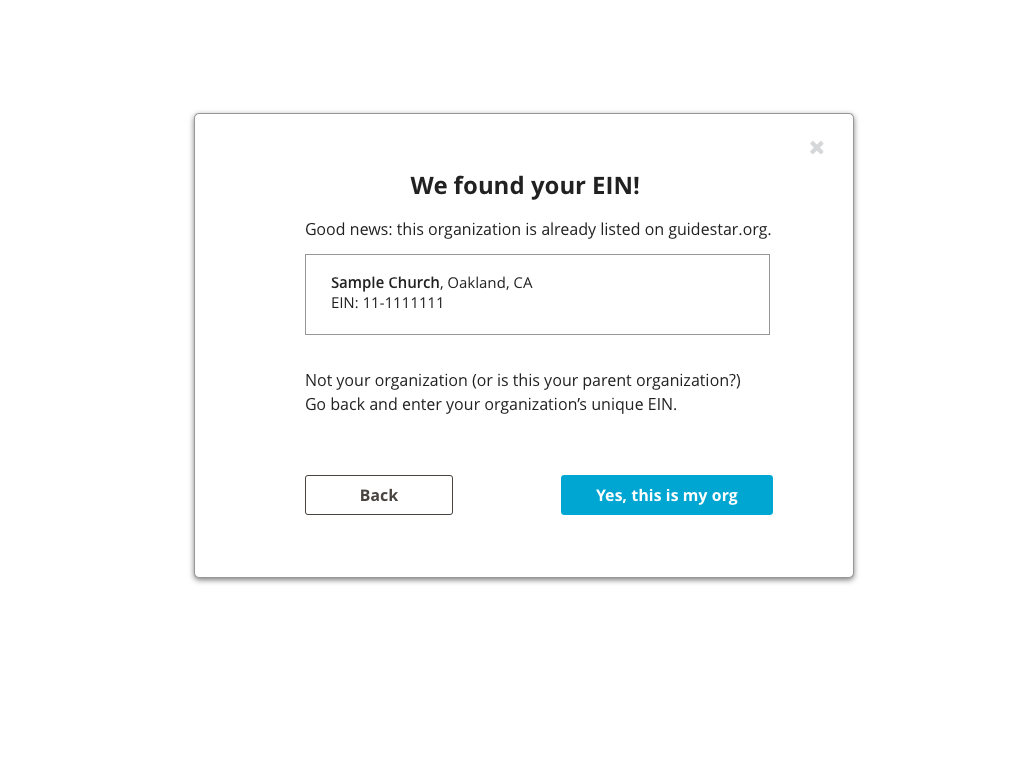 We found your EIN!
Good news: this organization is already listed on guidestar.org.
Sample Church, Oakland, CA
EIN: 11-1111111
Not your organization (or is this your parent organization?)
Go back and enter your organization’s unique EIN.
Back
Yes, this is my org